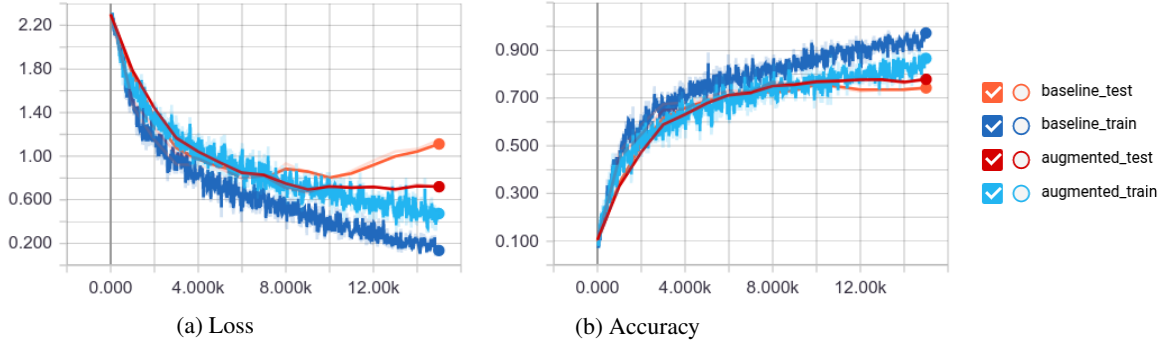 2.20
1.80
1.40
1.00
0.600
0.200
0.000 4.000k 8.000k 12.00k
(a) Loss
0.900
0.700
0.500
0.300
0.100
0.000 4.000k 8.000k 12.00k
(b) Accuracy
baseline_test
baseline_train
augmented_test
augmented_train